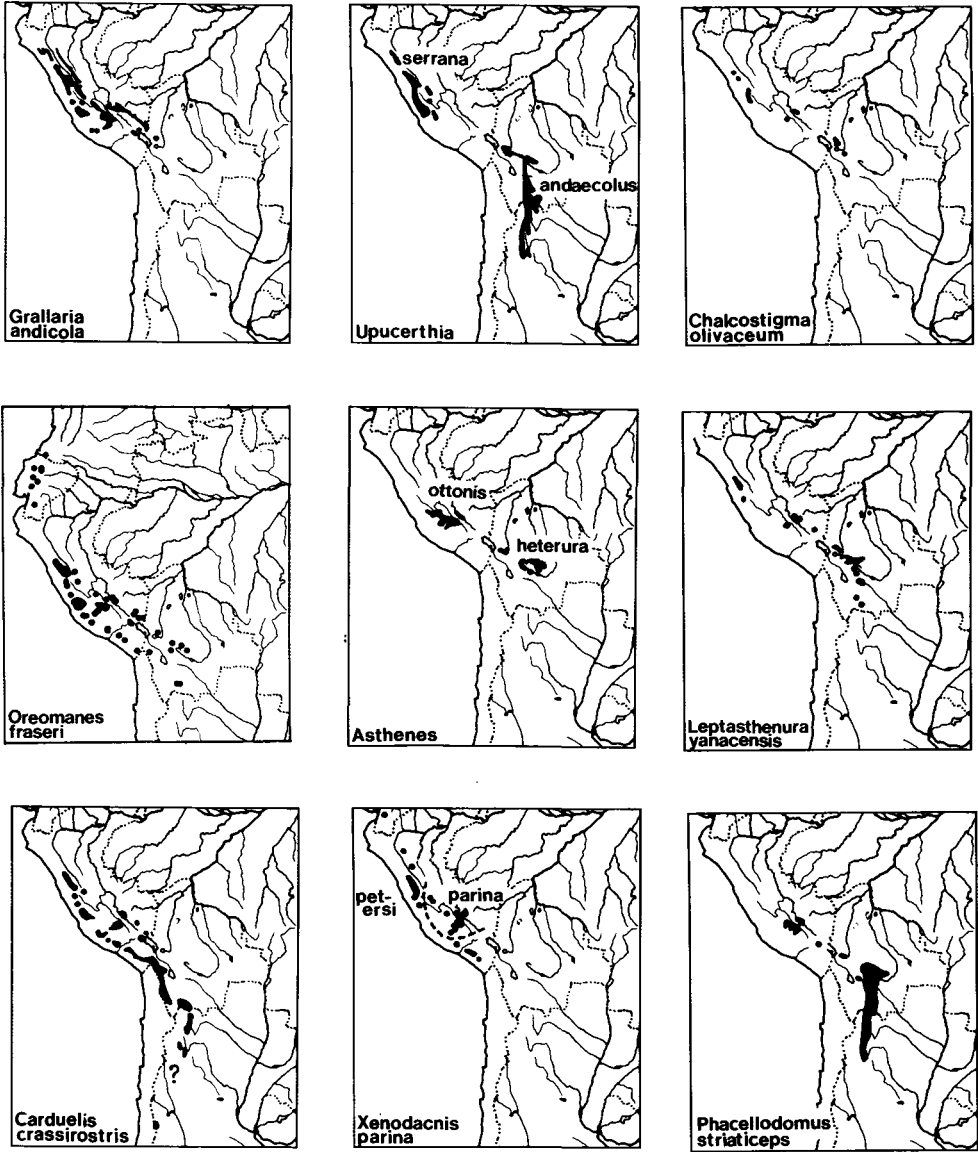 Grallaria
andicola
serrana
andaecolus
Upucerthia
Chalcostigma
olivaceum
Oreomanes
fraseri
ottonis
heterura
Asthenes
Leptasthenura
yanacensis
?
Carduelis
crassirostris
pet-
ersi
parina
Xenodacnis
parina
Phacellodomus
striaticeps